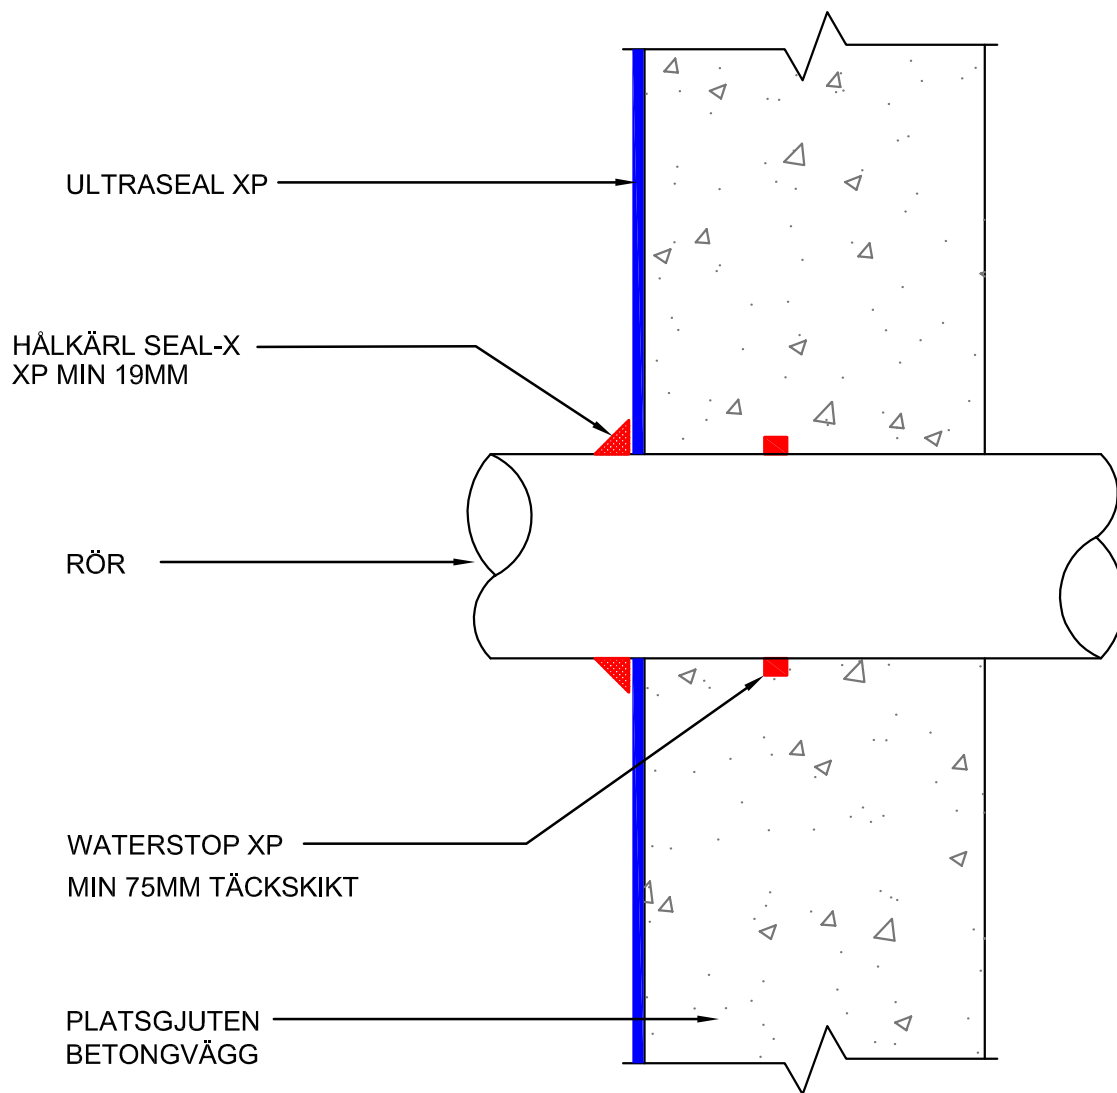 ULTRASEAL XP
HÅLKÄRL SEAL-X
XP MIN 19MM
RÖR
WATERSTOP XP
MIN 75MM TÄCKSKIKT
PLATSGJUTEN
BETONGVÄGG